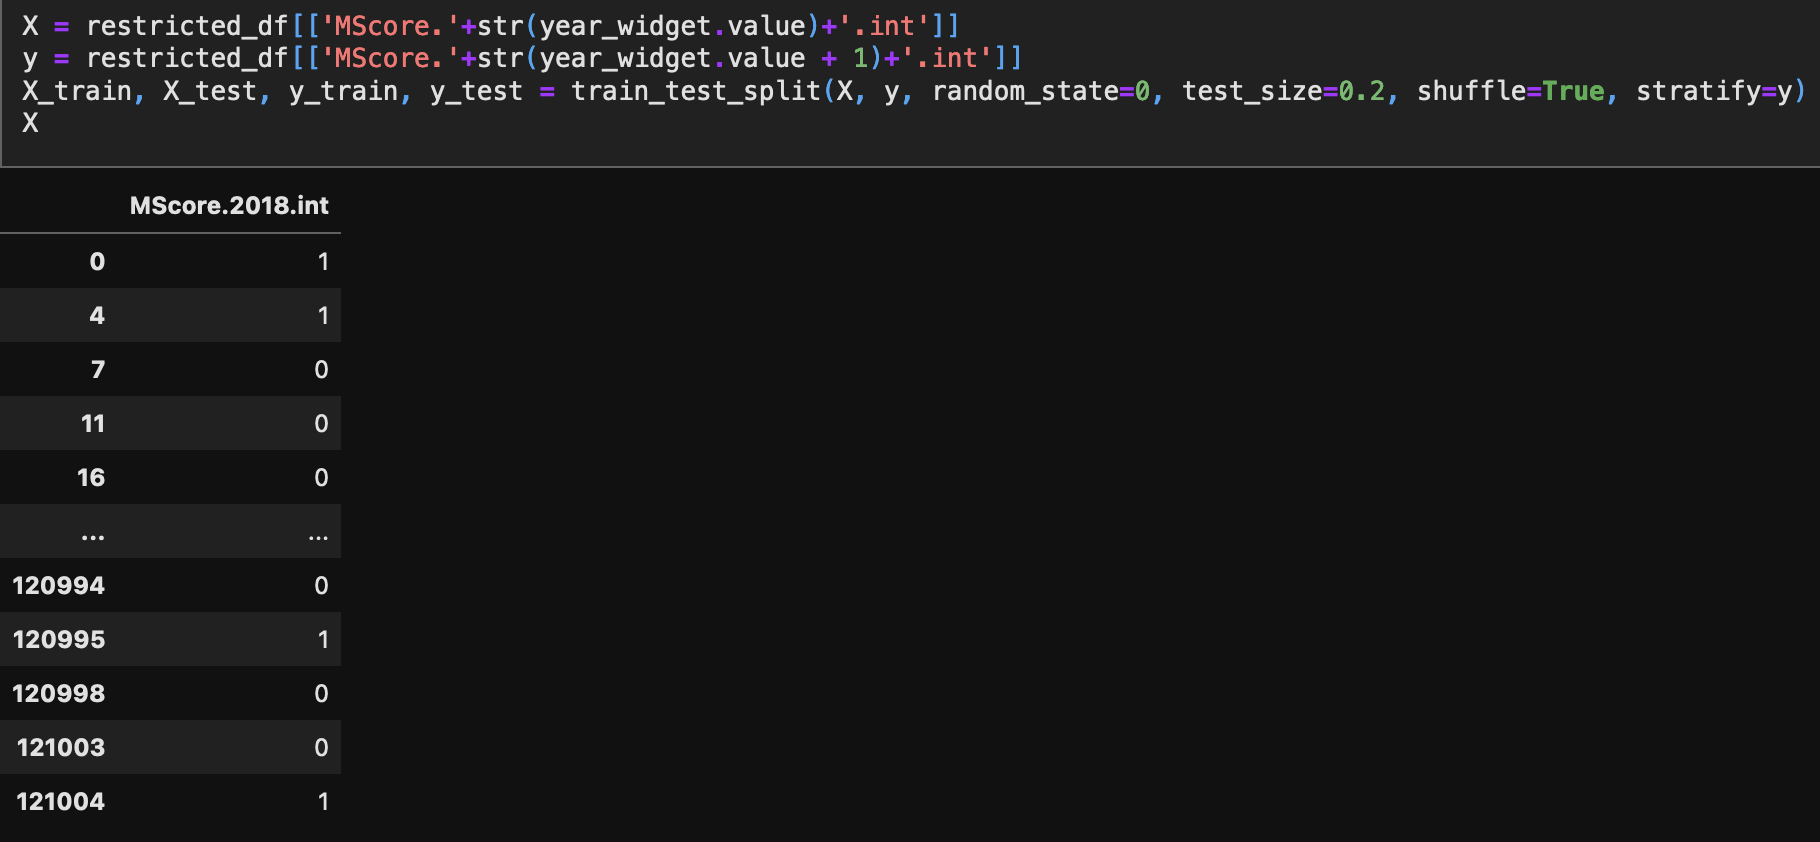 X = restricted_df[['MScore.'+str(year_widget.value)+'.int']]
y = restricted_df[['MScore.'+str(year_widget.value + 1)+'.int']]
X_train, X_test, y_train, y_test = train_test_split(X, y, random_state=0, test_size=0.2, shuffle=True, stratify=y)
X
MScore.2018.int
0 1
4 1
7 0
11 0
16 0
... ...
120994 0
120995 1
120998 0
121003 0
121004 1